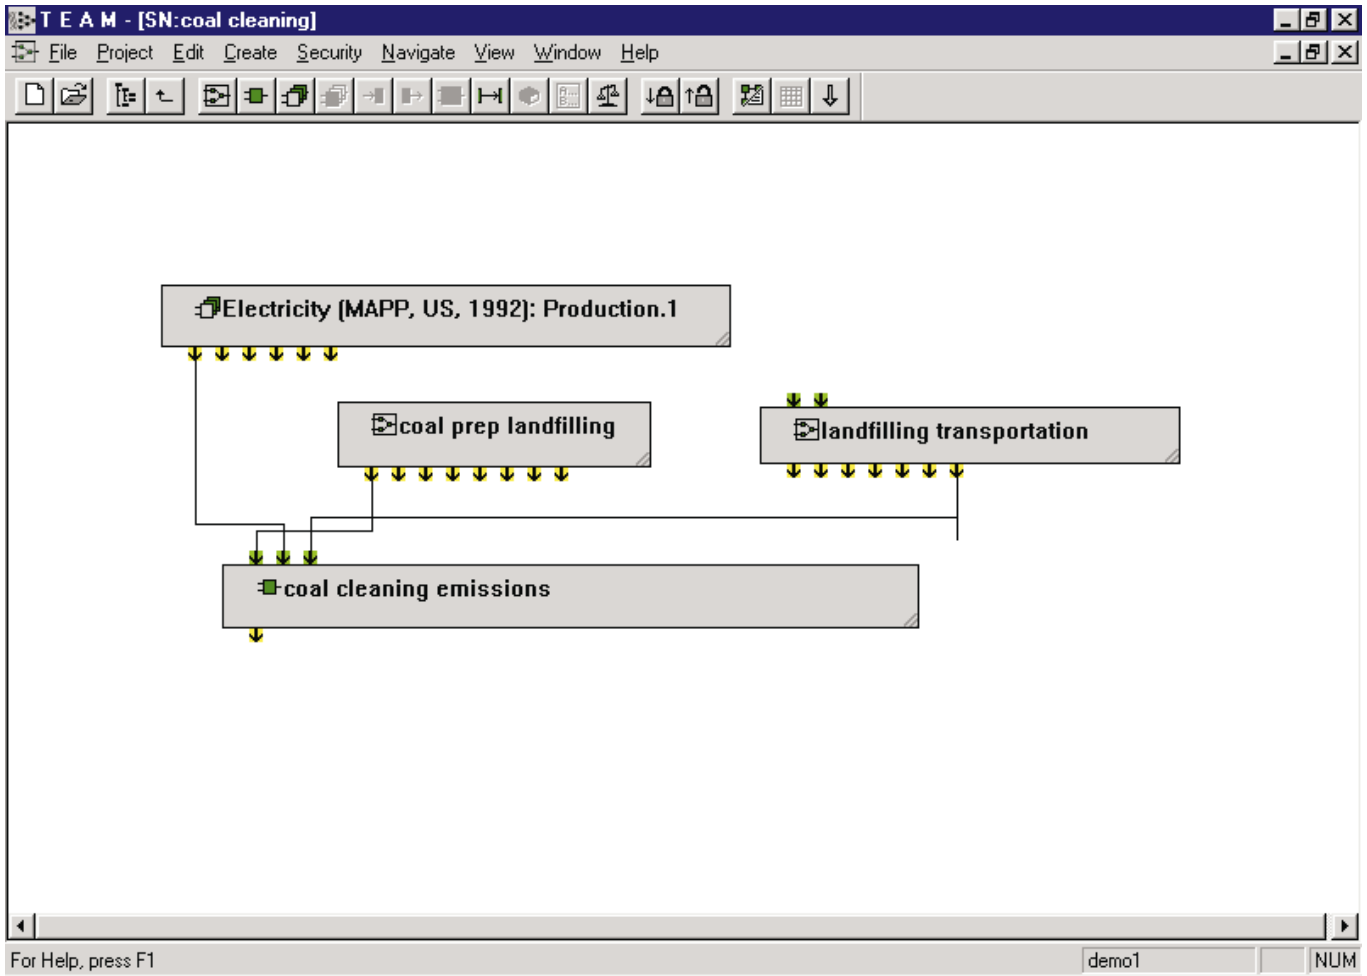 T E A M - [SN:coal cleaning]
File Project Edit Create Security Navigate View Window Help
Electricity (MAPP, US, 1992): Production.1
coal prep landfilling
landfilling transportation
coal cleaning emissions
For Help, press F1
demo1
NUM